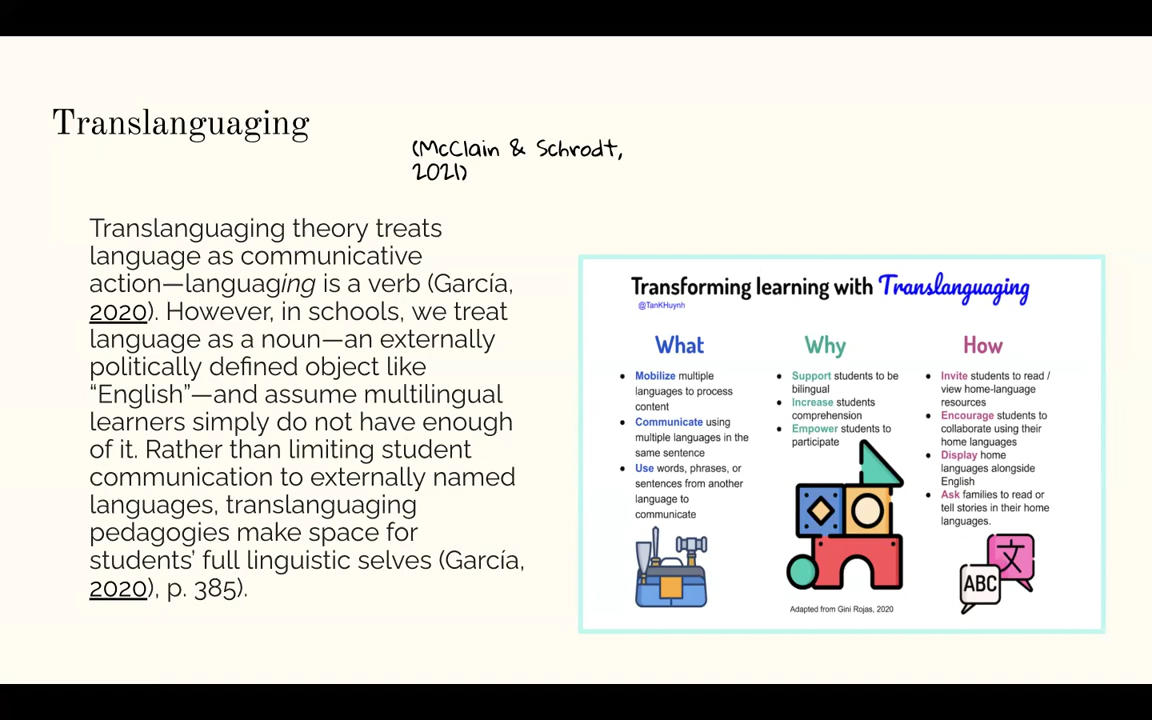 Translanguaging
(McClain & Schrodt,
2021)
Translanguaging theory treats
language as communicative
action—languaging is a verb (García,
2020). However, in schools, we treat
language as a noun—an externally
politically defined object like
“English”—and assume multilingual
learners simply do not have enough
of it. Rather than limiting student
communication to externally named
languages, translanguaging
pedagogies make space for
students’ full linguistic selves (García,
2020), p. 385).
Transforming learning with Translanguaging
@TanKHuynh
What
• Mobilize multiple
languages to process
content
• Communicate using
multiple languages in the
same sentence
• Use words, phrases, or
sentences from another
language to
communicate
Why
• Support students to be
bilingual
• Increase students
comprehension
• Empower students to
participate
Adapted from Gini Rojas, 2020
How
• Invite students to read /
view home-language
resources
• Encourage students to
collaborate using their
home languages
• Display home
languages alongside
English
• Ask families to read or
tell stories in their home
languages.
文
ABC